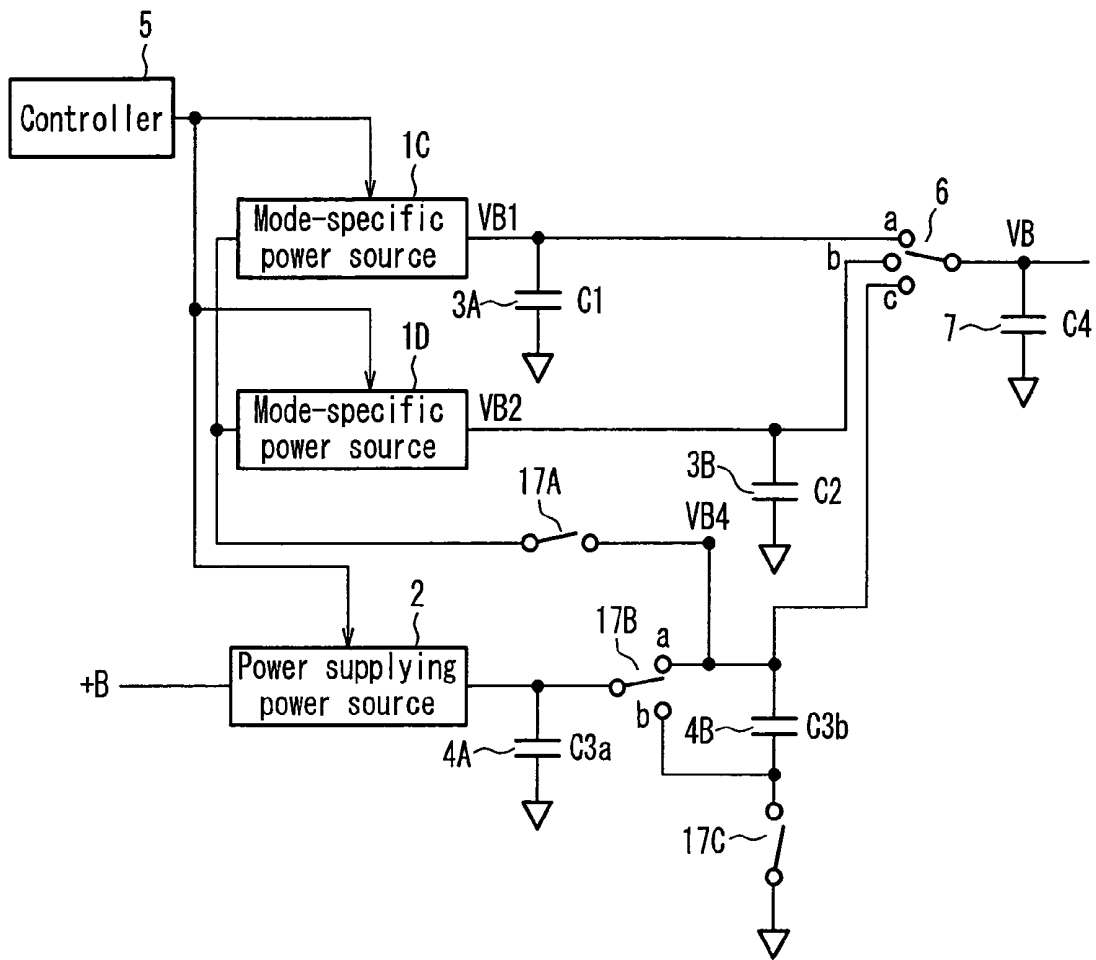 5
Controller
1C
Mode-specific
power source
VB1
3A
C1
a
b
c
6
VB
7
C4
1D
Mode-specific
power source
VB2
3B
C2
17A
VB4
2
Power supplying
power source
+B
4A
C3a
17B
a
b
4B
C3b
17C